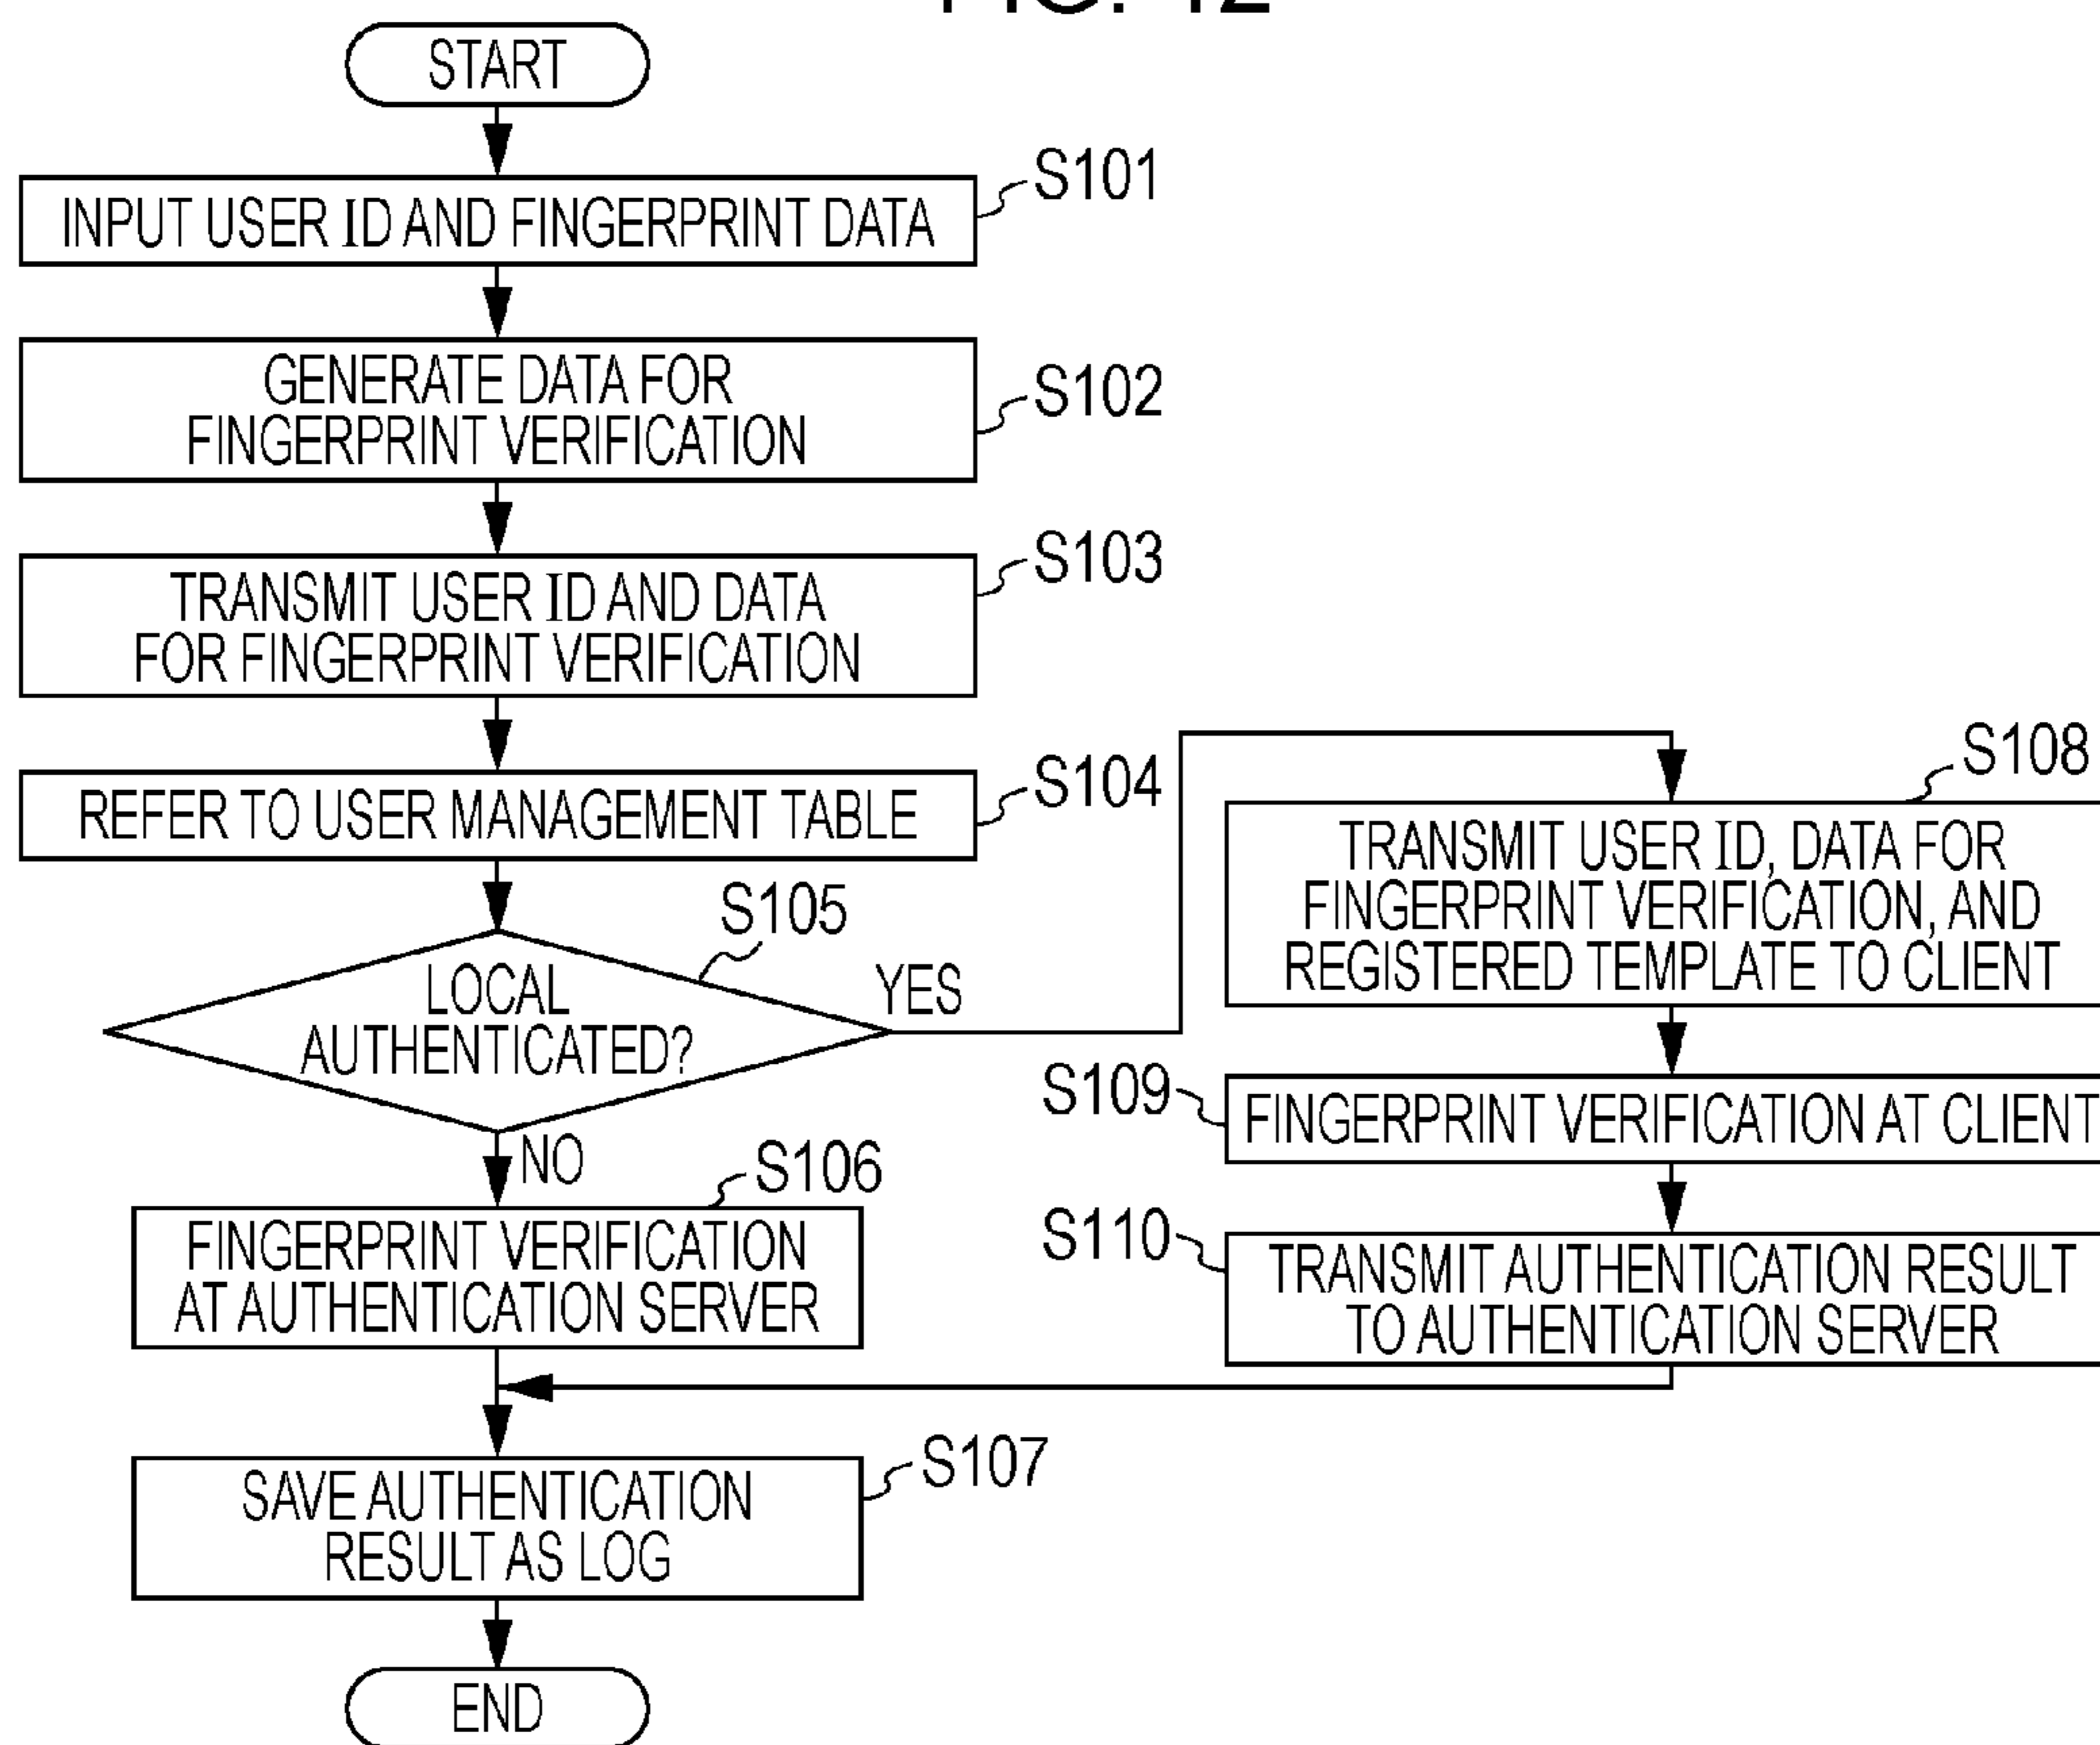 START
S101
INPUT USER ID AND FINGERPRINT DATA
GENERATE DATA FOR
FINGERPRINT VERIFICATION
S102
TRANSMIT USER ID AND DATA
FOR FINGERPRINT VERIFICATION
S103
REFER TO USER MANAGEMENT TABLE
S104
S105
LOCAL
AUTHENTICATED?
YES
NO
S106
FINGERPRINT VERIFICATION
AT AUTHENTICATION SERVER
S108
TRANSMIT USER ID, DATA FOR
FINGERPRINT VERIFICATION, AND
REGISTERED TEMPLATE TO CLIENT
S109
FINGERPRINT VERIFICATION AT CLIENT
S110
TRANSMIT AUTHENTICATION RESULT
TO AUTHENTICATION SERVER
S107
SAVE AUTHENTICATION
RESULT AS LOG
END